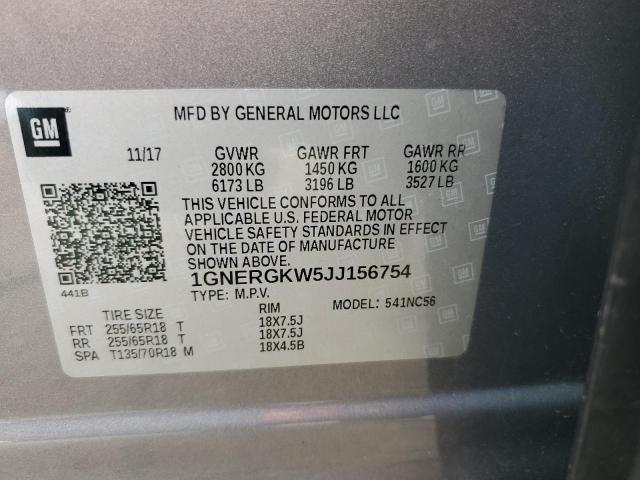 GM
MFD BY GENERAL MOTORS LLC
11/17 GVWR GAWR FRT GAWR RR
2800 KG 1450 KG 1600 KG
6173 LB 3196 LB 3527 LB
THIS VEHICLE CONFORMS TO ALL
APPLICABLE U.S. FEDERAL MOTOR
VEHICLE SAFETY STANDARDS IN EFFECT
ON THE DATE OF MANUFACTURE
SHOWN ABOVE.
1GNERGKW5JJ156754
441B
TYPE: M.P.V. MODEL: 541NC56
TIRE SIZE RIM
FRT 255/65R18 T 18X7.5J
RR 255/65R18 T 18X7.5J
SPA T135/70R18 M 18X4.5B